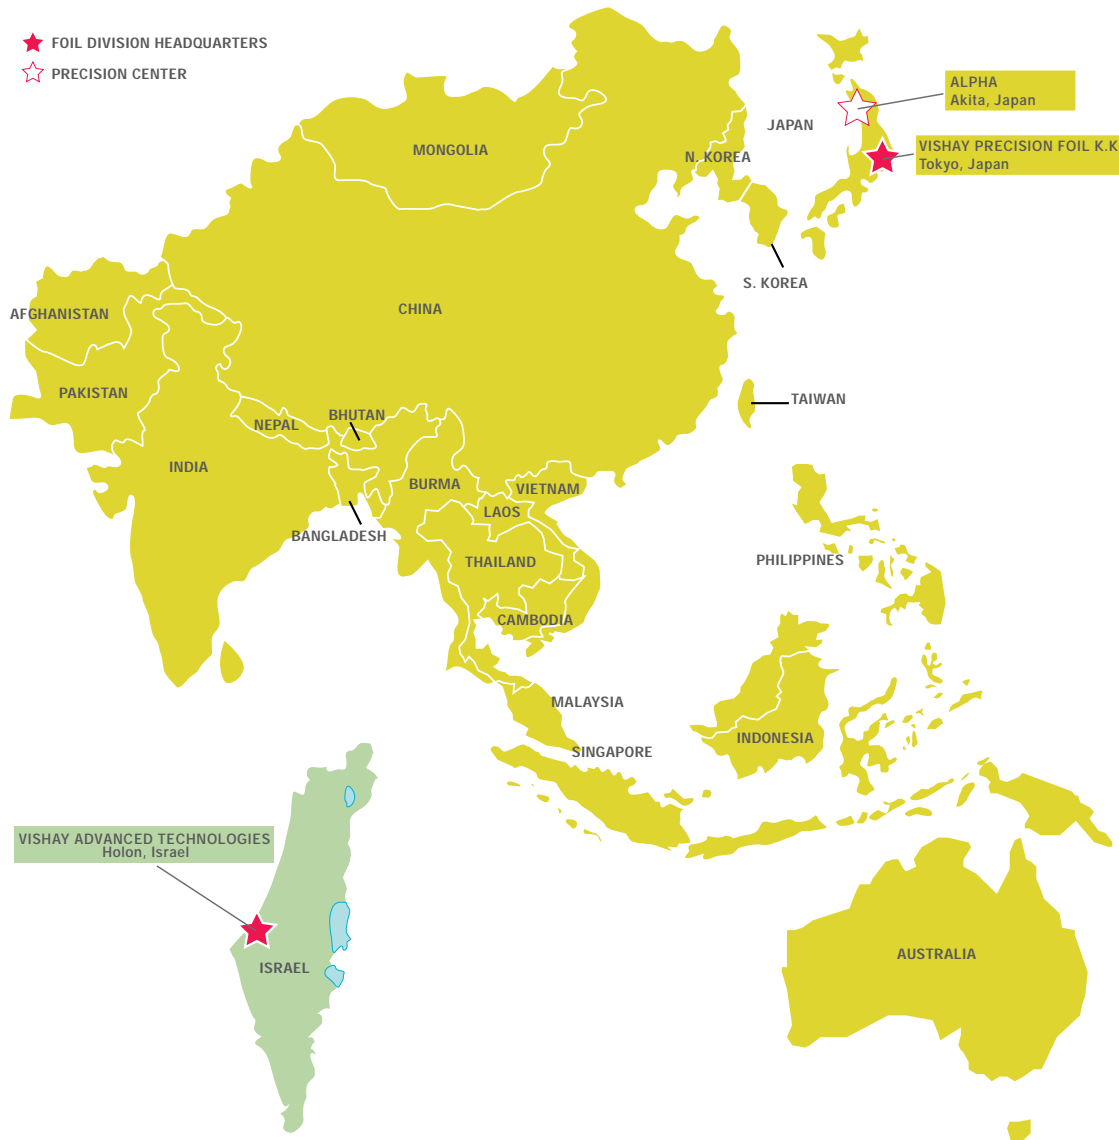 FOIL DIVISION HEADQUARTERS
PRECISION CENTER
ALPHA
Akita, Japan
JAPAN
VISHAY PRECISION FOIL K.K
Tokyo, Japan
MONGOLIA
N. KOREA
S. KOREA
AFGHANISTAN
CHINA
PAKISTAN
TAIWAN
BHUTAN
NEPAL
INDIA
BURMA
VIETNAM
LAOS
BANGLADESH
THAILAND
PHILIPPINES
CAMBODIA
MALAYSIA
INDONESIA
SINGAPORE
VISHAY ADVANCED TECHNOLOGIES
Holon, Israel
ISRAEL
AUSTRALIA